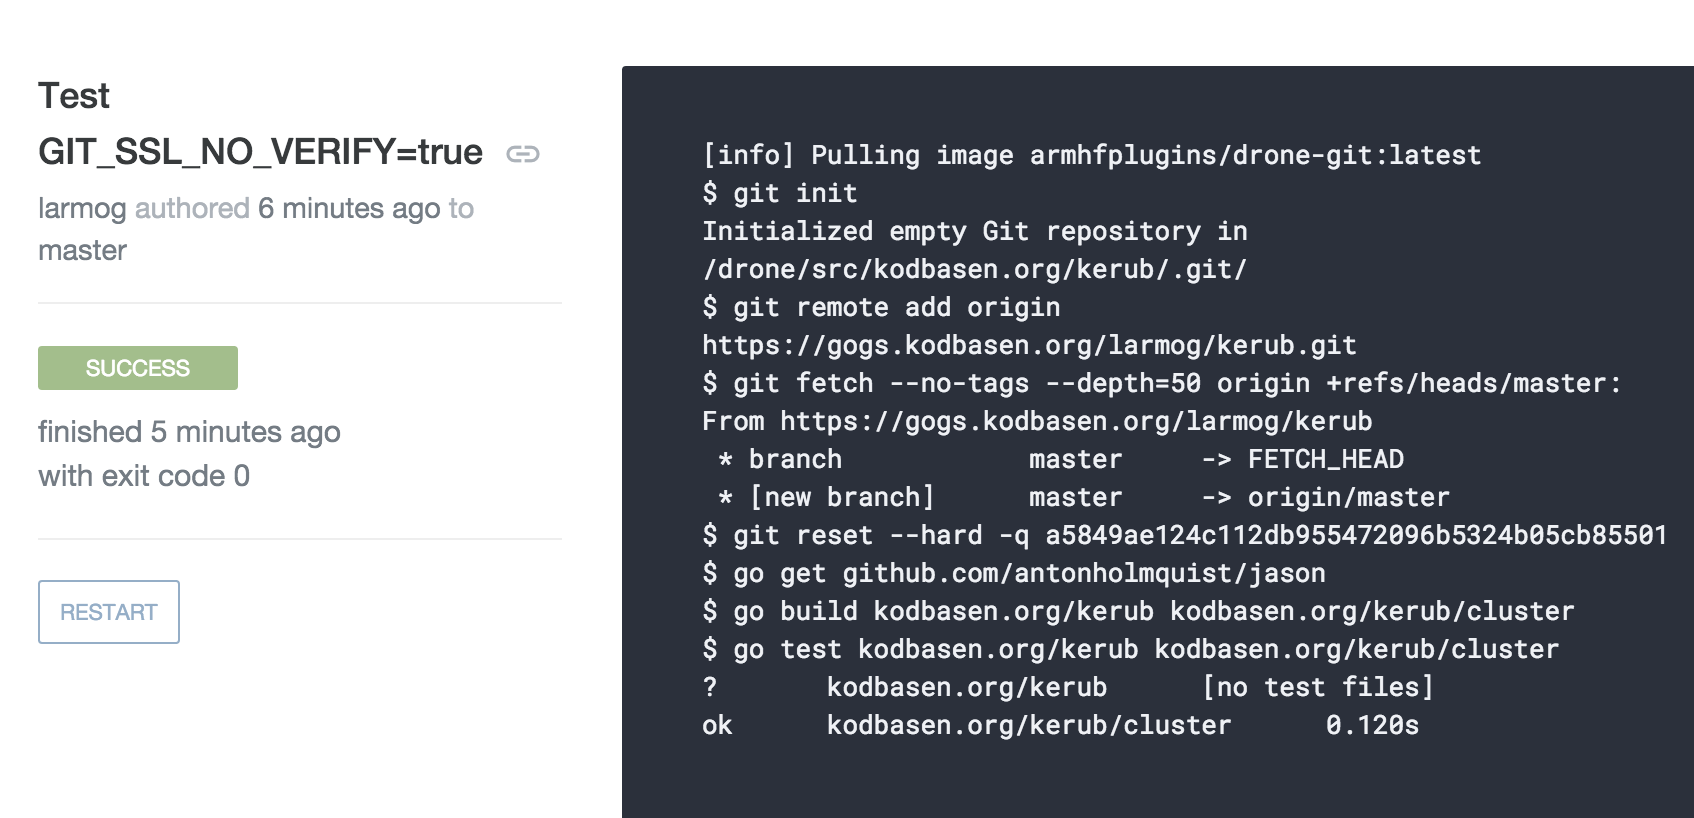 Test
GIT_SSL_NO_VERIFY=true
larmog authored 6 minutes ago to
master
SUCCESS
finished 5 minutes ago
with exit code 0
RESTART
[info] Pulling image armhfplugins/drone-git:latest
$ git init
Initialized empty Git repository in
/drone/src/kodbasen.org/kerub/.git/
$ git remote add origin
https://gogs.kodbasen.org/larmog/kerub.git
$ git fetch --no-tags --depth=50 origin +refs/heads/master:
From https://gogs.kodbasen.org/larmog/kerub
 * branch            master     -> FETCH_HEAD
 * [new branch]      master     -> origin/master
$ git reset --hard -q a5849ae124c112db955472096b5324b05cb85501
$ go get github.com/antonholmquist/jason
$ go build kodbasen.org/kerub kodbasen.org/kerub/cluster
$ go test kodbasen.org/kerub kodbasen.org/kerub/cluster
?       kodbasen.org/kerub      [no test files]
ok      kodbasen.org/kerub/cluster      0.120s